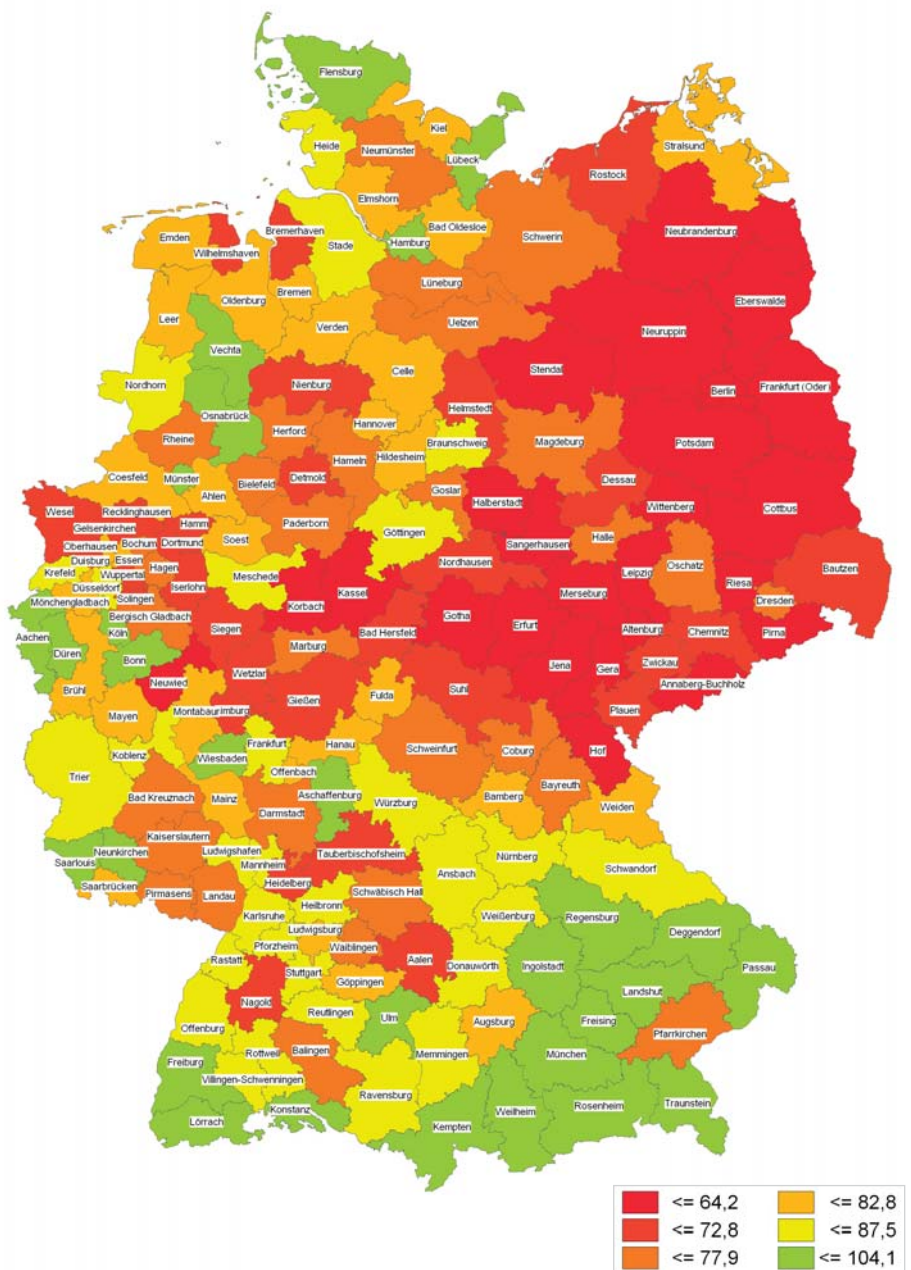 Flensburg
Kiel
Heide
Neumünster
Lübeck
Stralsund
Rostock
Elmshorn
Bad Oldesloe
Hamburg
Schwerin
Neubrandenburg
Emden
Wilhelmshaven
Bremerhaven
Stade
Lüneburg
Eberswalde
Oldenburg
Bremen
Leer
Verden
Uelzen
Neuruppin
Vechta
Celle
Stendal
Nordhorn
Nienburg
Berlin
Frankfurt (Oder)
Osnabrück
Helmstedt
Hannover
Rheine
Herford
Braunschweig
Magdeburg
Potsdam
Hameln
Hildesheim
Coesfeld
Münster
Bielefeld
Detmold
Dessau
Ahlen
Goslar
Halberstadt
Wittenberg
Cottbus
Wesel
Recklinghausen
Gelsenkirchen
Hamm
Paderborn
Göttingen
Halle
Oberhausen
Bochum
Dortmund
Soest
Sangerhausen
Duisburg
Essen
Nordhausen
Oschatz
Bautzen
Krefeld
Wuppertal
Hagen
Meschede
Leipzig
Riesa
Düsseldorf
Iserlohn
Kassel
Merseburg
Dresden
Mönchengladbach
Solingen
Korbach
Bergisch Gladbach
Gotha
Erfurt
Altenburg
Chemnitz
Pirna
Aachen
Köln
Siegen
Bad Hersfeld
Düren
Bonn
Marburg
Jena
Gera
Zwickau
Wetzlar
Annaberg-Buchholz
Brühl
Neuwied
Gießen
Fulda
Suhl
Plauen
Mayen
Montabaur
imburg
Hof
Trier
Koblenz
Frankfurt
Hanau
Schweinfurt
Coburg
Wiesbaden
Offenbach
Bayreuth
Bad Kreuznach
Mainz
Aschaffenburg
Würzburg
Bamberg
Weiden
Darmstadt
Kaiserslautern
Neunkirchen
Ludwigshafen
Tauberbischofsheim
Saarlouis
Mannheim
Nürnberg
Schwandorf
Saarbrücken
Pirmasens
Landau
Heidelberg
Ansbach
Schwäbisch Hall
Heilbronn
Karlsruhe
Weißenburg
Regensburg
Ludwigsburg
Deggendorf
Pforzheim
Waiblingen
Rastatt
Aalen
Donauwörth
Ingolstadt
Passau
Stuttgart
Göppingen
Nagold
Landshut
Offenburg
Reutlingen
Ulm
Augsburg
Freising
Pfarrkirchen
Rottweil
Balingen
Memmingen
München
Freiburg
Villingen-Schwenningen
Ravensburg
Lörrach
Konstanz
Kempten
Weilheim
Rosenheim
Traunstein
<= 64,2
<= 82,8
<= 72,8
<= 87,5
<= 77,9
<= 104,1